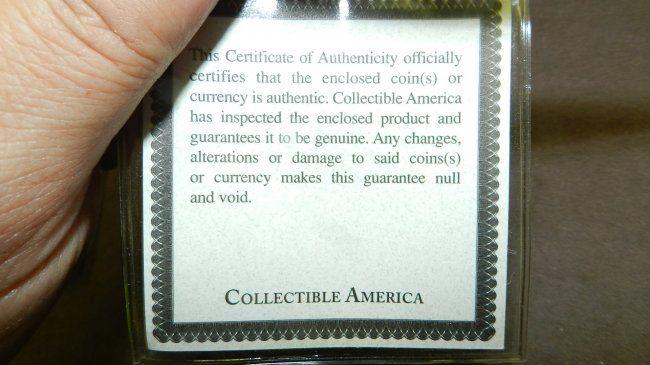 This Certificate of Authenticity officially
certifies that the enclosed coin(s) or
currency is authentic. Collectible America
has inspected the enclosed product and
guarantees it to be genuine. Any changes,
alterations or damage to said coins(s)
or currency makes this guarantee null
and void.
COLLECTIBLE AMERICA